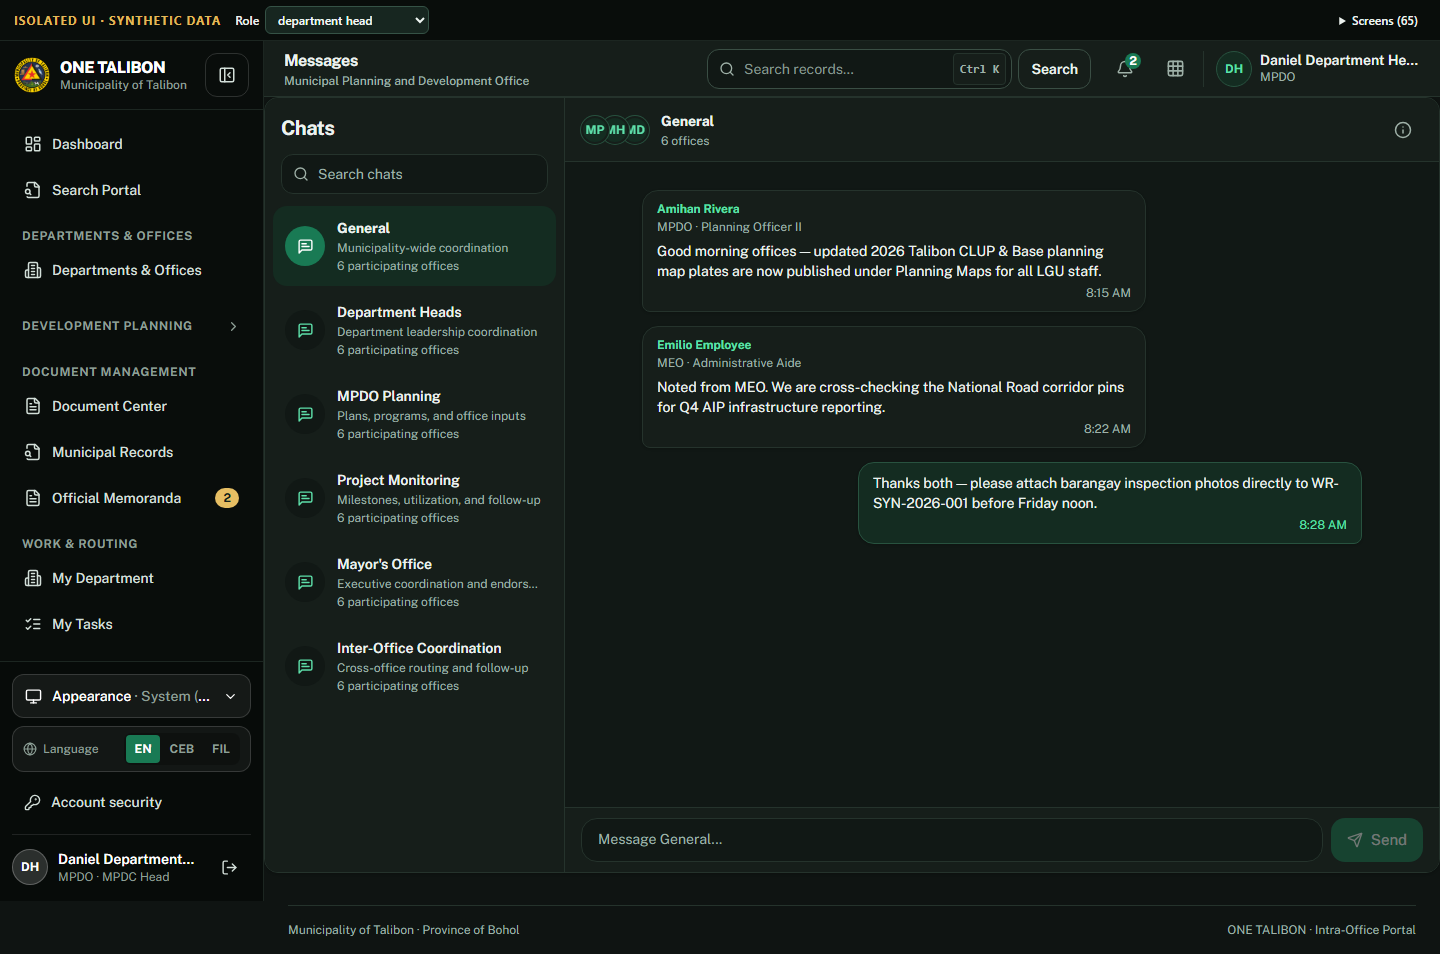 ISOLATED UI · SYNTHETIC DATA
Role
department head
Screens (65)
ONE TALIBON
Municipality of Talibon
Dashboard
Search Portal
DEPARTMENTS & OFFICES
Departments & Offices
DEVELOPMENT PLANNING
DOCUMENT MANAGEMENT
Document Center
Municipal Records
Official Memoranda
2
WORK & ROUTING
My Department
My Tasks
Appearance · System (...
Language
EN
CEB
FIL
Account security
DH
Daniel Department...
MPDO · MPDC Head
Messages
Municipal Planning and Development Office
Search records...
Ctrl K
Search
2
DH
Daniel Department He...
MPDO
Chats
Search chats
General
Municipality-wide coordination
6 participating offices
Department Heads
Department leadership coordination
6 participating offices
MPDO Planning
Plans, programs, and office inputs
6 participating offices
Project Monitoring
Milestones, utilization, and follow-up
6 participating offices
Mayor's Office
Executive coordination and endors...
6 participating offices
Inter-Office Coordination
Cross-office routing and follow-up
6 participating offices
MP
MH
MD
General
6 offices
Amihan Rivera
MPDO · Planning Officer II
Good morning offices — updated 2026 Talibon CLUP & Base planning
map plates are now published under Planning Maps for all LGU staff.
8:15 AM
Emilio Employee
MEO · Administrative Aide
Noted from MEO. We are cross-checking the National Road corridor pins
for Q4 AIP infrastructure reporting.
8:22 AM
Thanks both — please attach barangay inspection photos directly to WR-
SYN-2026-001 before Friday noon.
8:28 AM
Message General...
Send
Municipality of Talibon · Province of Bohol
ONE TALIBON · Intra-Office Portal